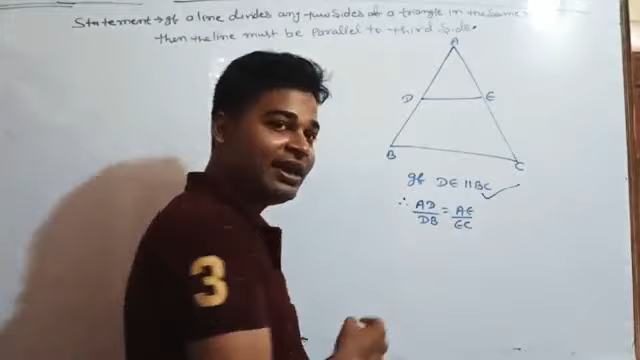 Statement → If a line divides any two sides of a triangle in the same
then the line must be parallel to third side.
A
D E
B C
If DE || BC
∴ AD/DB = AE/EC
3